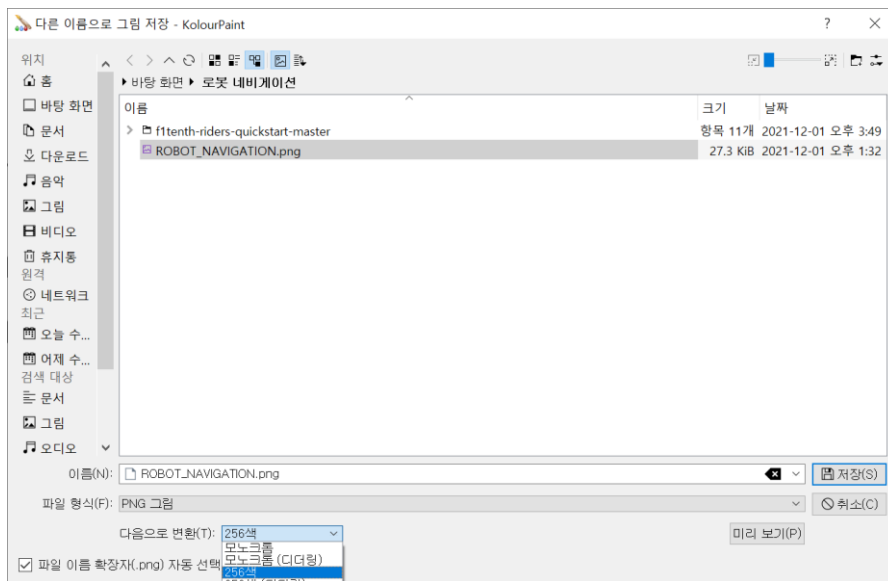 다른 이름으로 그림 저장 - KolourPaint
위치
홈
바탕 화면
문서
다운로드
음악
그림
비디오
휴지통
원격
네트워크
최근
오늘 수...
어제 수...
검색 대상
문서
그림
오디오
바탕 화면 로봇 네비게이션
이름 크기 날짜
f1tenth-riders-quickstart-master 항목 11개 2021-12-01 오후 3:49
ROBOT_NAVIGATION.png 27.3 KiB 2021-12-01 오후 1:32
이름(N): ROBOT_NAVIGATION.png 저장(S)
파일 형식(F): PNG 그림 취소(C)
다음으로 변환(T): 256색 미리 보기(P)
모노크롬
모노크롬 (디더링)
256색
파일 이름 확장자(.png) 자동 선택